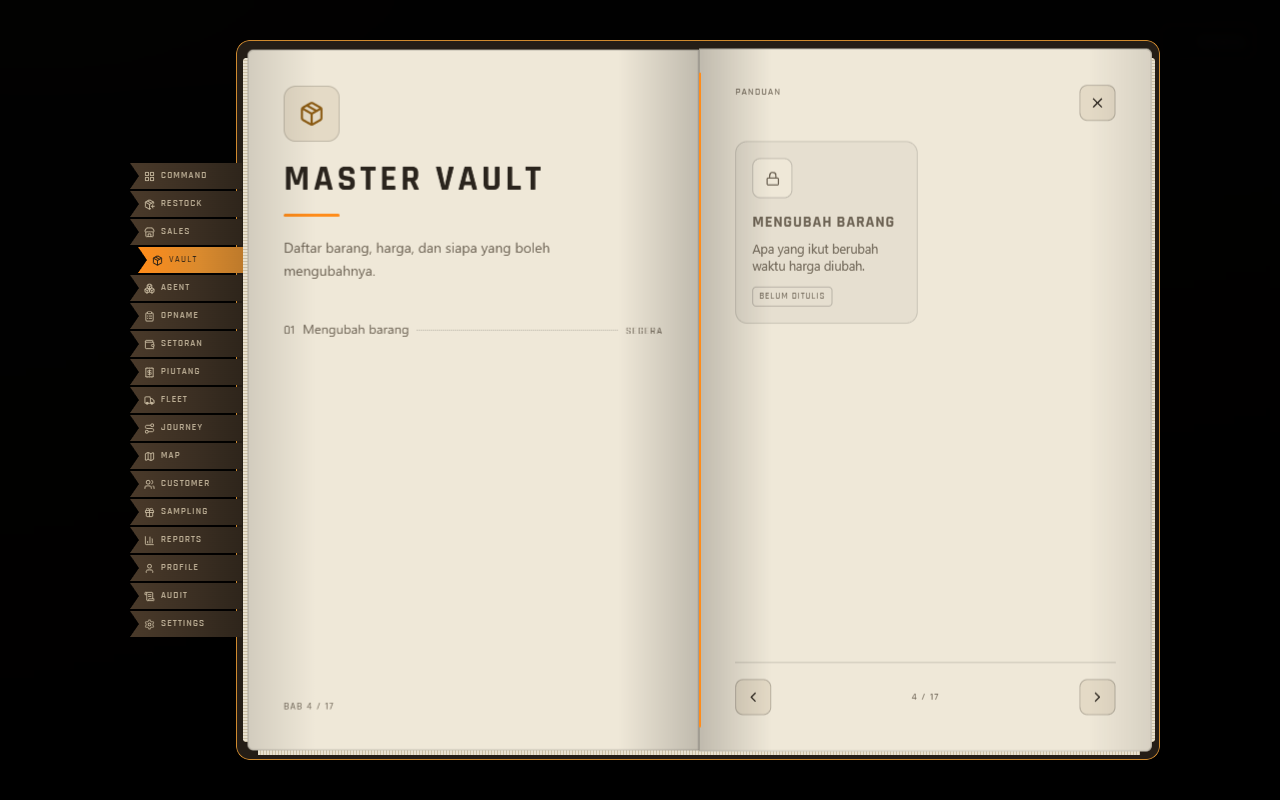 COMMAND
RESTOCK
SALES
VAULT
AGENT
OPNAME
SETORAN
PIUTANG
FLEET
JOURNEY
MAP
CUSTOMER
SAMPLING
REPORTS
PROFILE
AUDIT
SETTINGS
MASTER VAULT
Daftar barang, harga, dan siapa yang boleh
mengubahnya.
01 Mengubah barang SEGERA
BAB 4 / 17
PANDUAN
MENGUBAH BARANG
Apa yang ikut berubah
waktu harga diubah.
BELUM DITULIS
4 / 17